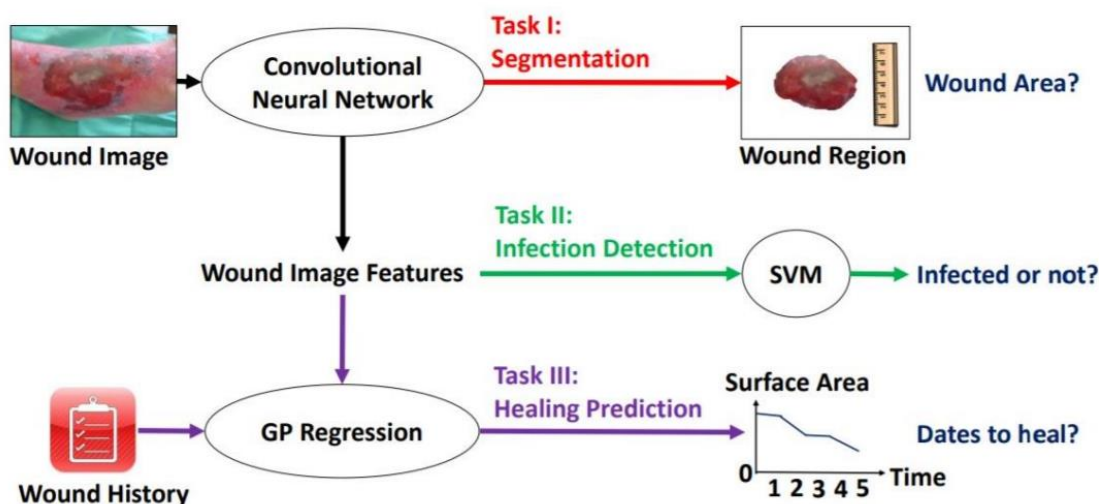 Task I:
Segmentation
Convolutional
Neural Network
Wound Area?
Wound Image
Wound Region
Task II:
Infection Detection
Wound Image Features
SVM
Infected or not?
Task III:
Healing Prediction
Surface Area
GP Regression
Dates to heal?
0
Time
1 2 3 4 5
Wound History